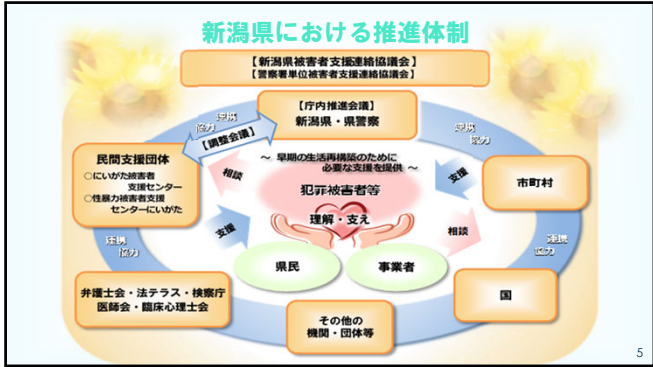 新潟県における推進体制
【新潟県被害者支援連絡協議会】
【警察署単位被害者支援連絡協議会】
【庁内推進会議】
新潟県・県警察
連携
協力
【調整会議】
連携
協力
民間支援団体
○にいがた被害者
支援センター
○性暴力被害者支援
センターにいがた
相談
～ 早期の生活再構築のために
必要な支援を提供 ～
支援
市町村
犯罪被害者等
理解・支え
支援
相談
連携
協力
連携
協力
県民
事業者
弁護士会・法テラス・検察庁
医師会・臨床心理士会
その他の
機関・団体等
国
5